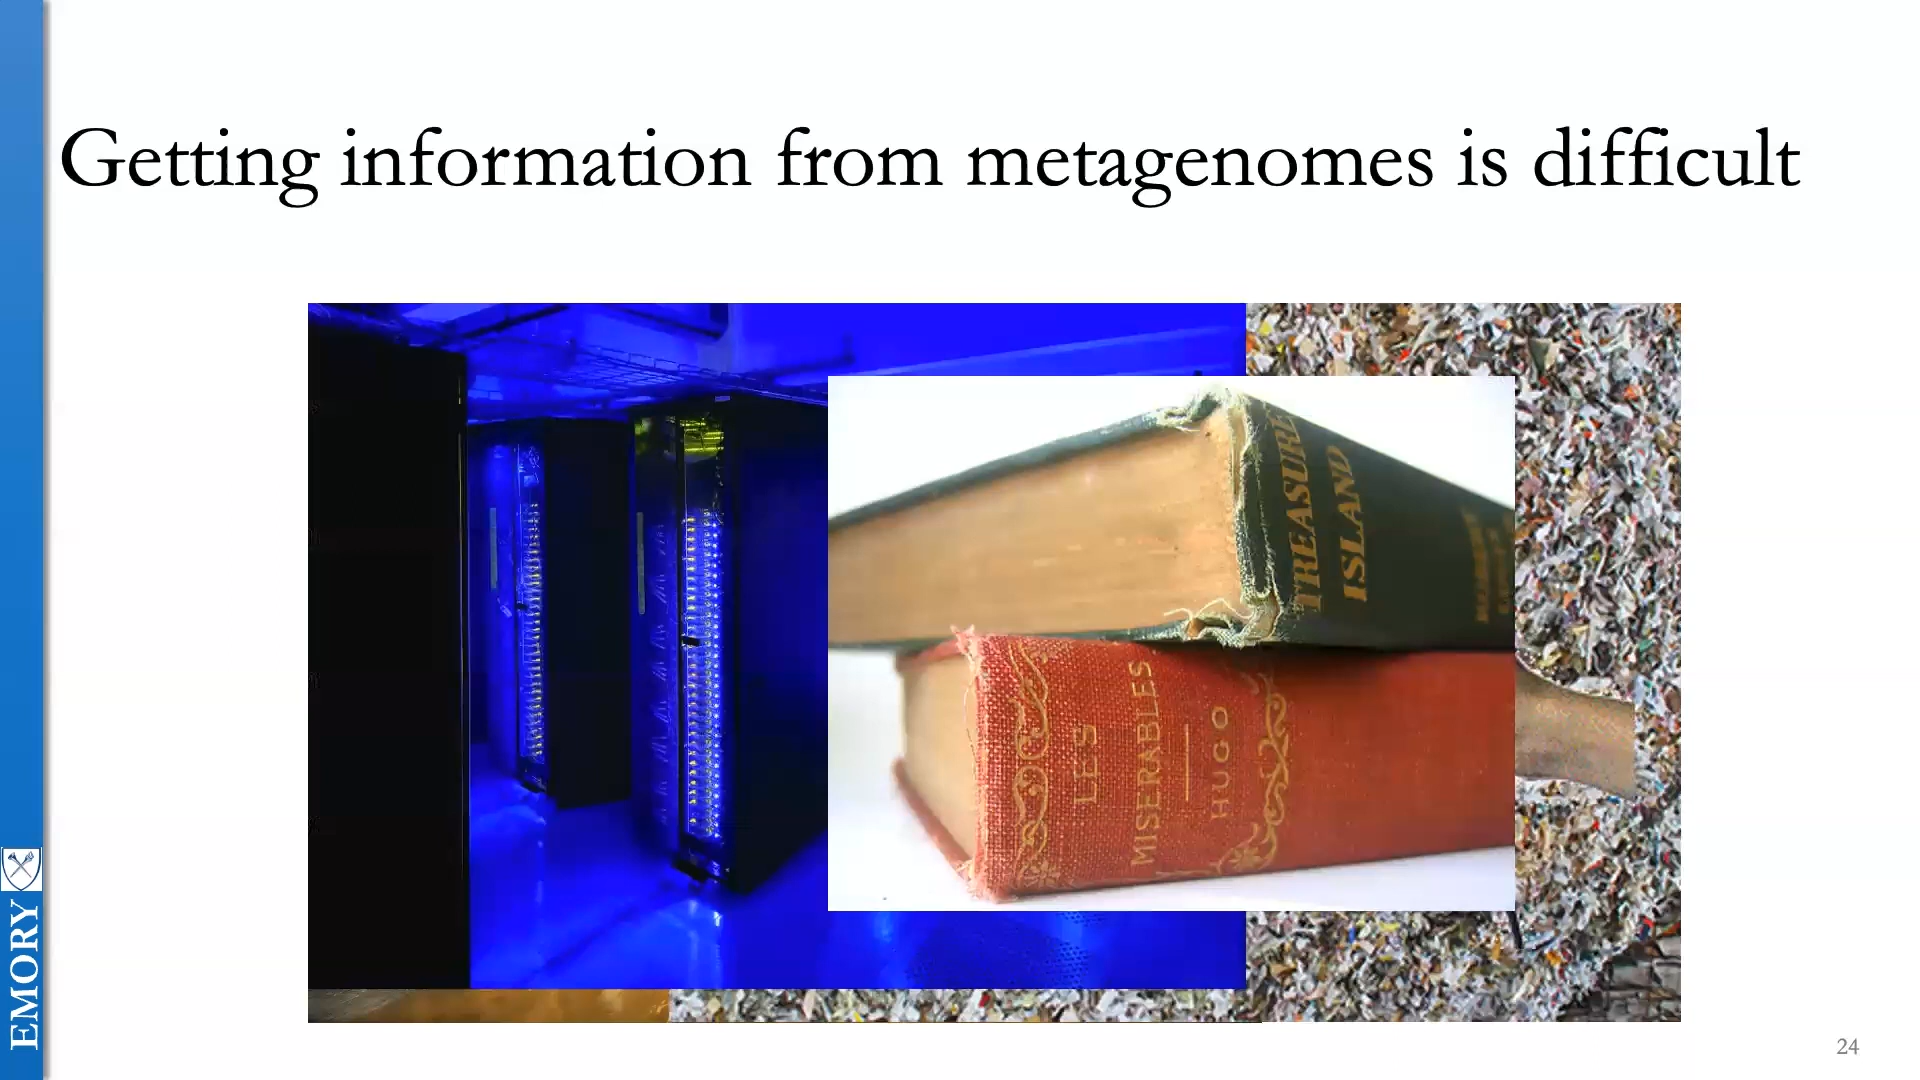 Getting information from metagenomes is difficult
TREASURE
ISLAND
LES
MISERABLES
HUGO
EMORY
24